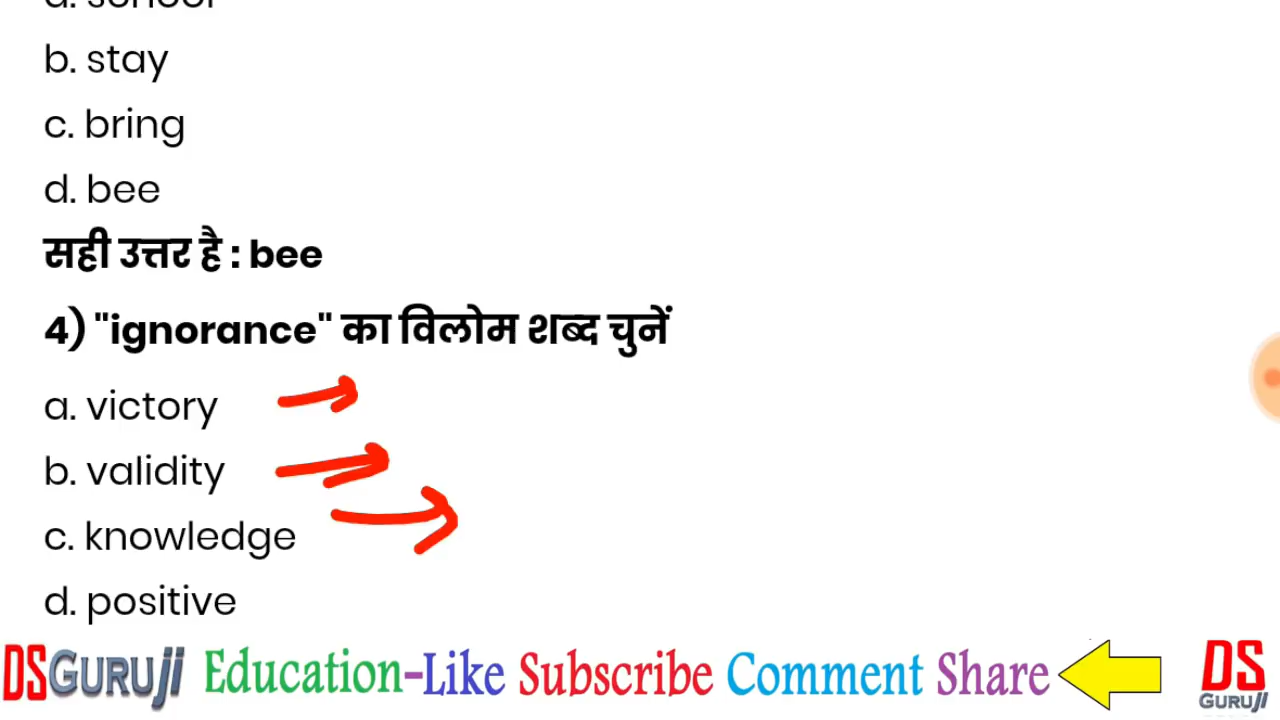 a. school
b. stay
c. bring
d. bee
सही उत्तर है : bee
4) "ignorance" का विलोम शब्द चुनें
a. victory
b. validity
c. knowledge
d. positive
DSGURUJI Education-Like Subscribe Comment Share DS GURUJI